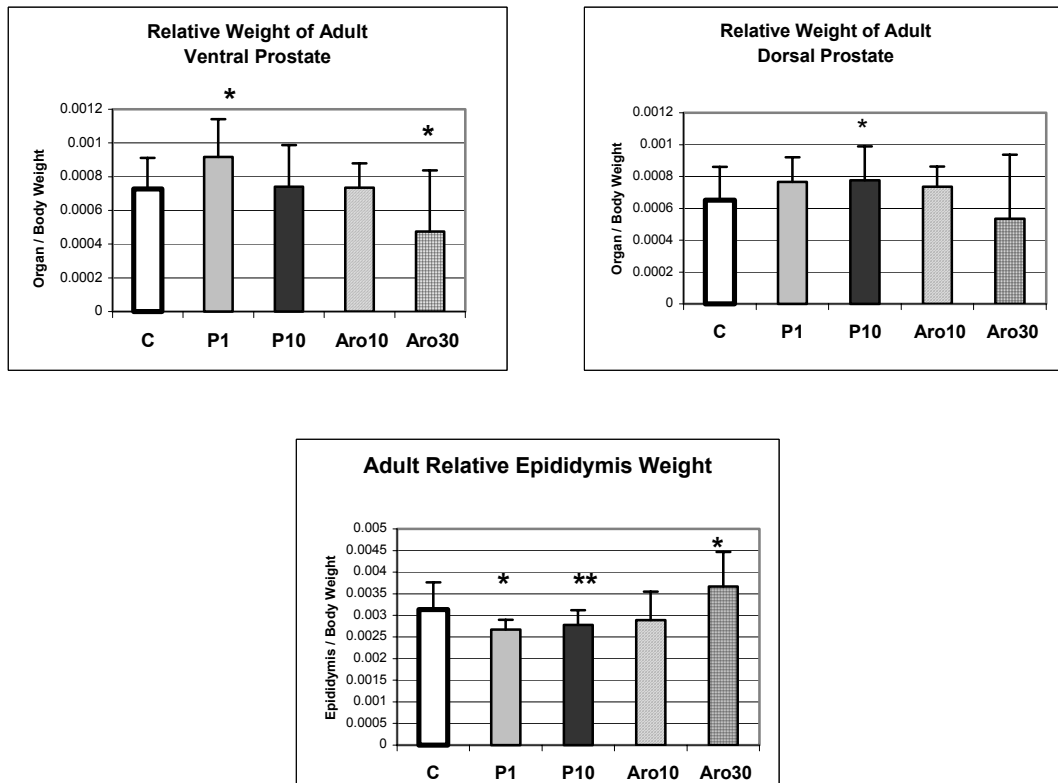 Relative Weight of Adult
Ventral Prostate
Organ / Body Weight
0.0012
0.001
0.0008
0.0006
0.0004
0.0002
0
*
*
C P1 P10 Aro10 Aro30
Relative Weight of Adult
Dorsal Prostate
Organ / Body Weight
0.0012
0.001
0.0008
0.0006
0.0004
0.0002
0
*
C P1 P10 Aro10 Aro30
Adult Relative Epididymis Weight
Epididymis / Body Weight
0.005
0.0045
0.004
0.0035
0.003
0.0025
0.002
0.0015
0.001
0.0005
0
* ** *
C P1 P10 Aro10 Aro30